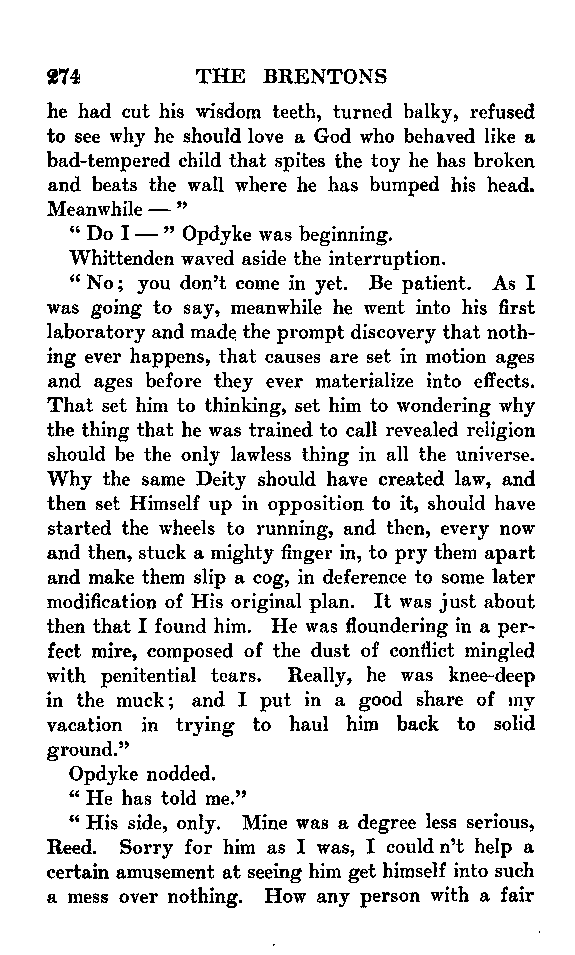 274 THE BRENTONS
he had cut his wisdom teeth, turned balky, refused
to see why he should love a God who behaved like a
bad-tempered child that spites the toy he has broken
and beats the wall where he has bumped his head.
Meanwhile — "
" Do I — " Opdyke was beginning.
Whittenden waved aside the interruption.
" No; you don't come in yet. Be patient. As I
was going to say, meanwhile he went into his first
laboratory and made the prompt discovery that noth-
ing ever happens, that causes are set in motion ages
and ages before they ever materialize into effects.
That set him to thinking, set him to wondering why
the thing that he was trained to call revealed religion
should be the only lawless thing in all the universe.
Why the same Deity should have created law, and
then set Himself up in opposition to it, should have
started the wheels to running, and then, every now
and then, stuck a mighty finger in, to pry them apart
and make them slip a cog, in deference to some later
modification of His original plan. It was just about
then that I found him. He was floundering in a per-
fect mire, composed of the dust of conflict mingled
with penitential tears. Really, he was knee-deep
in the muck; and I put in a good share of my
vacation in trying to haul him back to solid
ground."
Opdyke nodded.
" He has told me."
" His side, only. Mine was a degree less serious,
Reed. Sorry for him as I was, I could n't help a
certain amusement at seeing him get himself into such
a mess over nothing. How any person with a fair